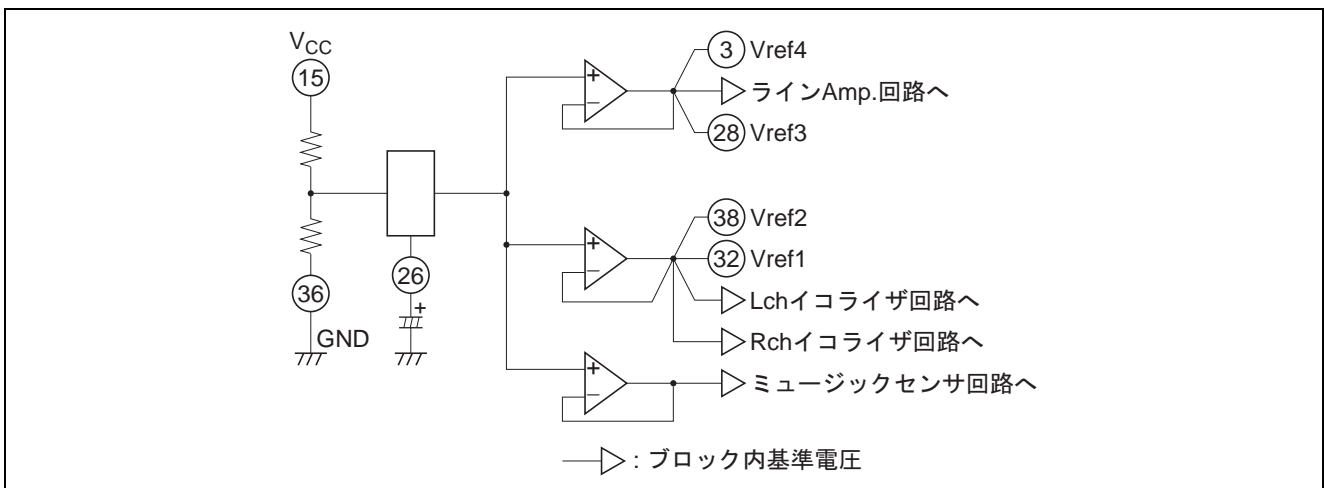 VCC
15
3 Vref4
ラインAmp.回路へ
28 Vref3
38 Vref2
32 Vref1
26
36
GND
Lchイコライザ回路へ
Rchイコライザ回路へ
ミュージックセンサ回路へ
: ブロック内基準電圧